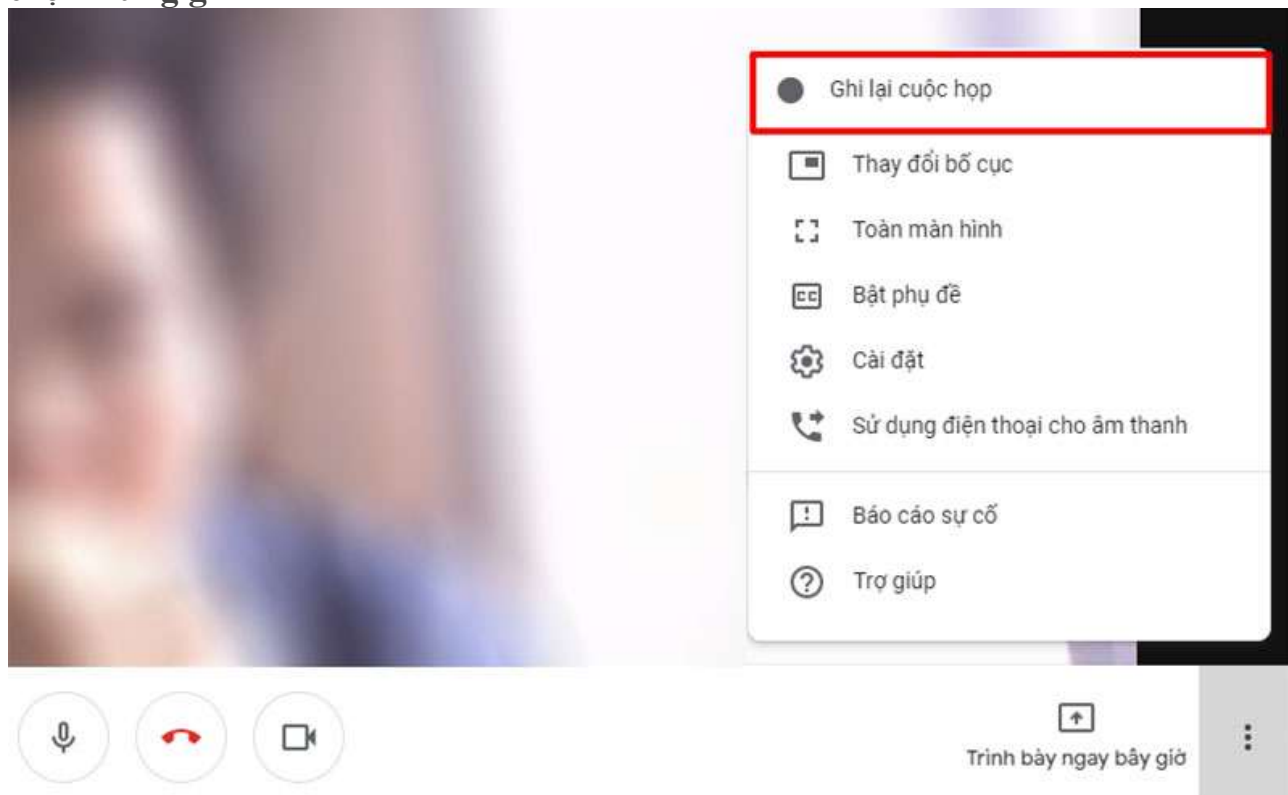 Ghi lại cuộc họp
Thay đổi bố cục
Toàn màn hình
Bật phụ đề
Cài đặt
Sử dụng điện thoại cho âm thanh
Báo cáo sự cố
Trợ giúp
Trình bày ngay bây giờ